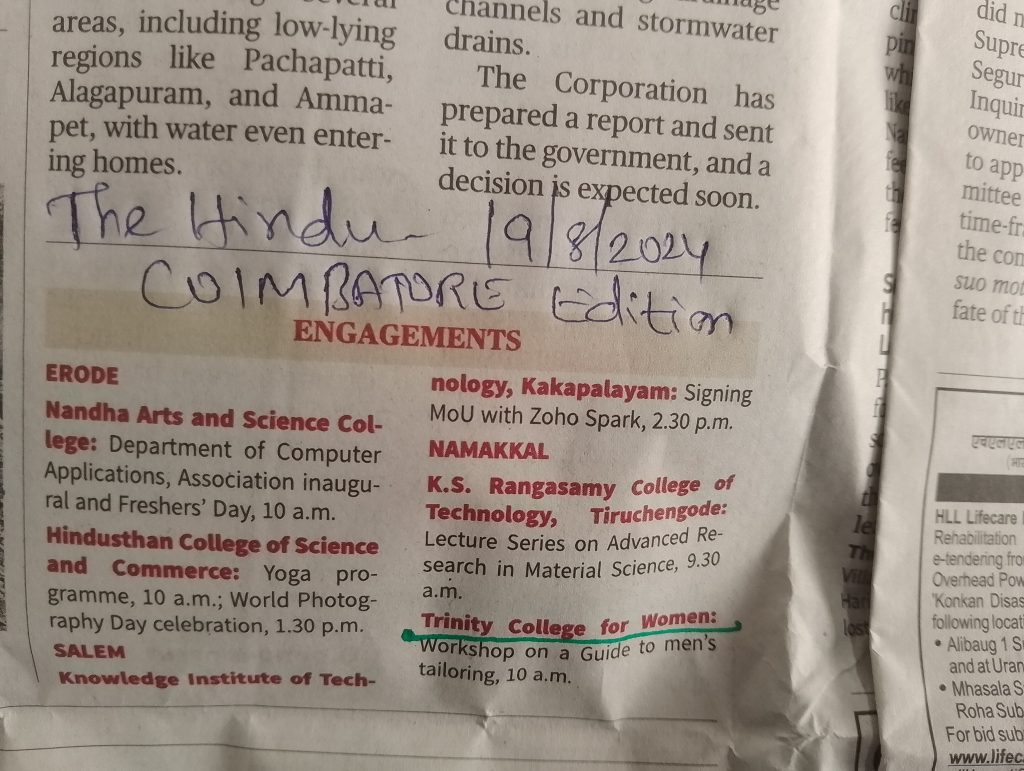 areas, including low-lying
regions like Pachapatti,
Alagapuram, and Amma-
pet, with water even enter-
ing homes.
channels and stormwater
drains.
The Corporation has
prepared a report and sent
it to the government, and a
decision is expected soon.
The Hindu - 19/8/2024
COIMBATORE Edition
ENGAGEMENTS
ERODE
Nandha Arts and Science Col-
lege: Department of Computer
Applications, Association inaugu-
ral and Freshers' Day, 10 a.m.
Hindusthan College of Science
and Commerce: Yoga pro-
gramme, 10 a.m.; World Photog-
raphy Day celebration, 1.30 p.m.
SALEM
Knowledge Institute of Tech-
nology, Kakapalayam: Signing
MoU with Zoho Spark, 2.30 p.m.
NAMAKKAL
K.S. Rangasamy College of
Technology, Tiruchengode:
Lecture Series on Advanced Re-
search in Material Science, 9.30
a.m.
Trinity College for Women:
Workshop on a Guide to men's
tailoring, 10 a.m.
did n
Supre
Segur
Inquir
owner
to app
mittee
time-fr
the con
suo mot
fate of th
HLL Lifecare
Rehabilitation
e-tendering fro
Overhead Pow
'Konkan Disas
following locat
• Alibaug 1 S
and at Uran
• Mhasala S
Roha Sub
For bid sub
www.lifec